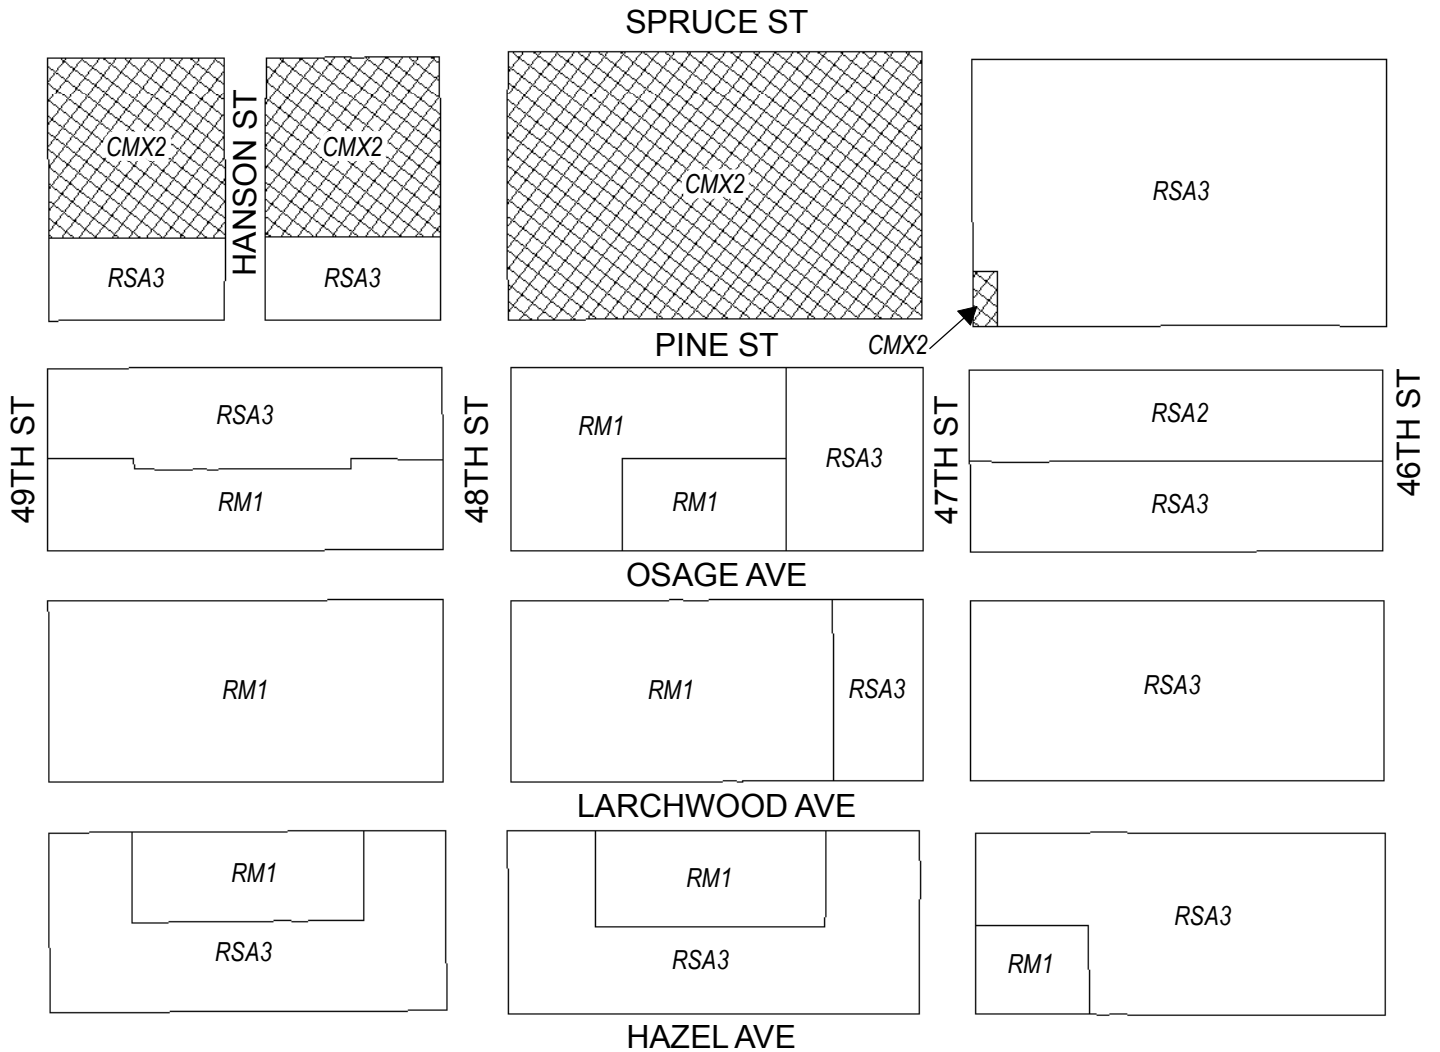 SPRUCE ST
CMX2
HANSON ST
CMX2
CMX2
RSA3
RSA3
RSA3
PINE ST
CMX2
49TH ST
RSA3
RM1
48TH ST
RM1
RM1
RSA3
47TH ST
RSA2
RSA3
46TH ST
OSAGE AVE
RM1
RM1
RSA3
RSA3
LARCHWOOD AVE
RM1
RSA3
RM1
RSA3
RSA3
RM1
HAZEL AVE